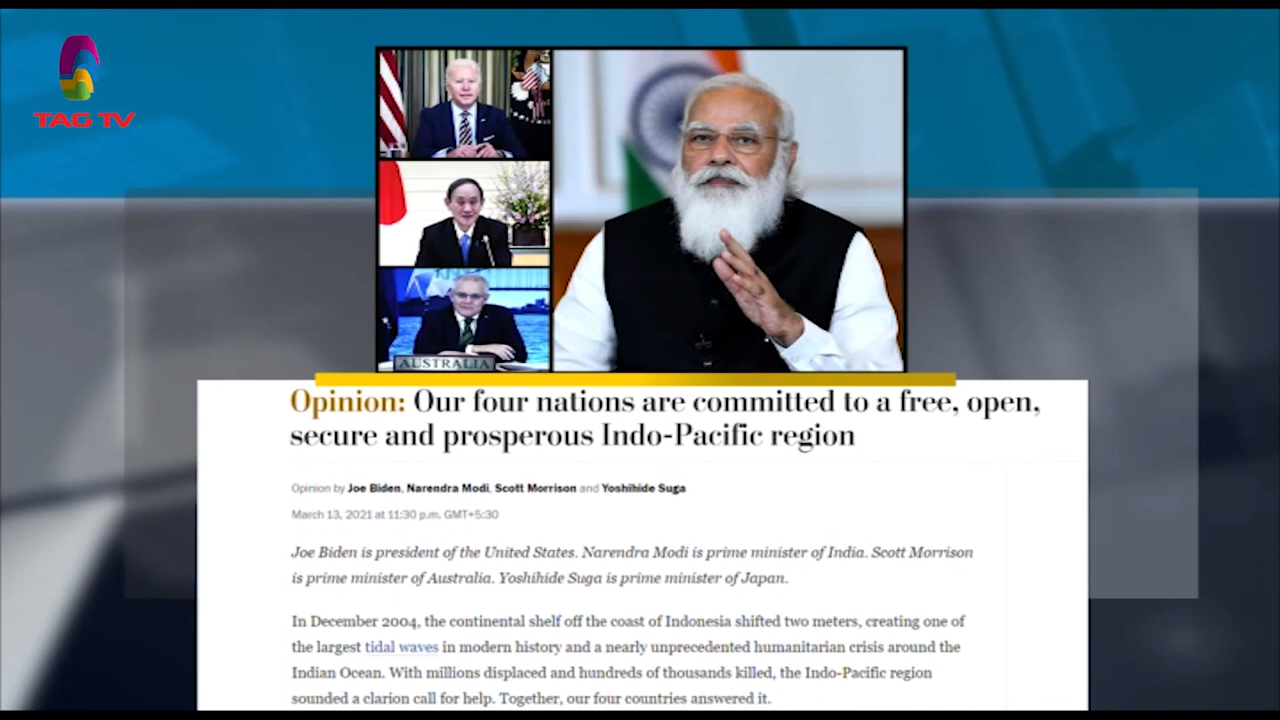 TAG TV
AUSTRALIA
Opinion: Our four nations are committed to a free, open,
secure and prosperous Indo-Pacific region
Opinion by Joe Biden, Narendra Modi, Scott Morrison and Yoshihide Suga
March 13, 2021 at 11:30 p.m. GMT+5:30
Joe Biden is president of the United States. Narendra Modi is prime minister of India. Scott Morrison
is prime minister of Australia. Yoshihide Suga is prime minister of Japan.
In December 2004, the continental shelf off the coast of Indonesia shifted two meters, creating one of
the largest tidal waves in modern history and a nearly unprecedented humanitarian crisis around the
Indian Ocean. With millions displaced and hundreds of thousands killed, the Indo-Pacific region
sounded a clarion call for help. Together, our four countries answered it.